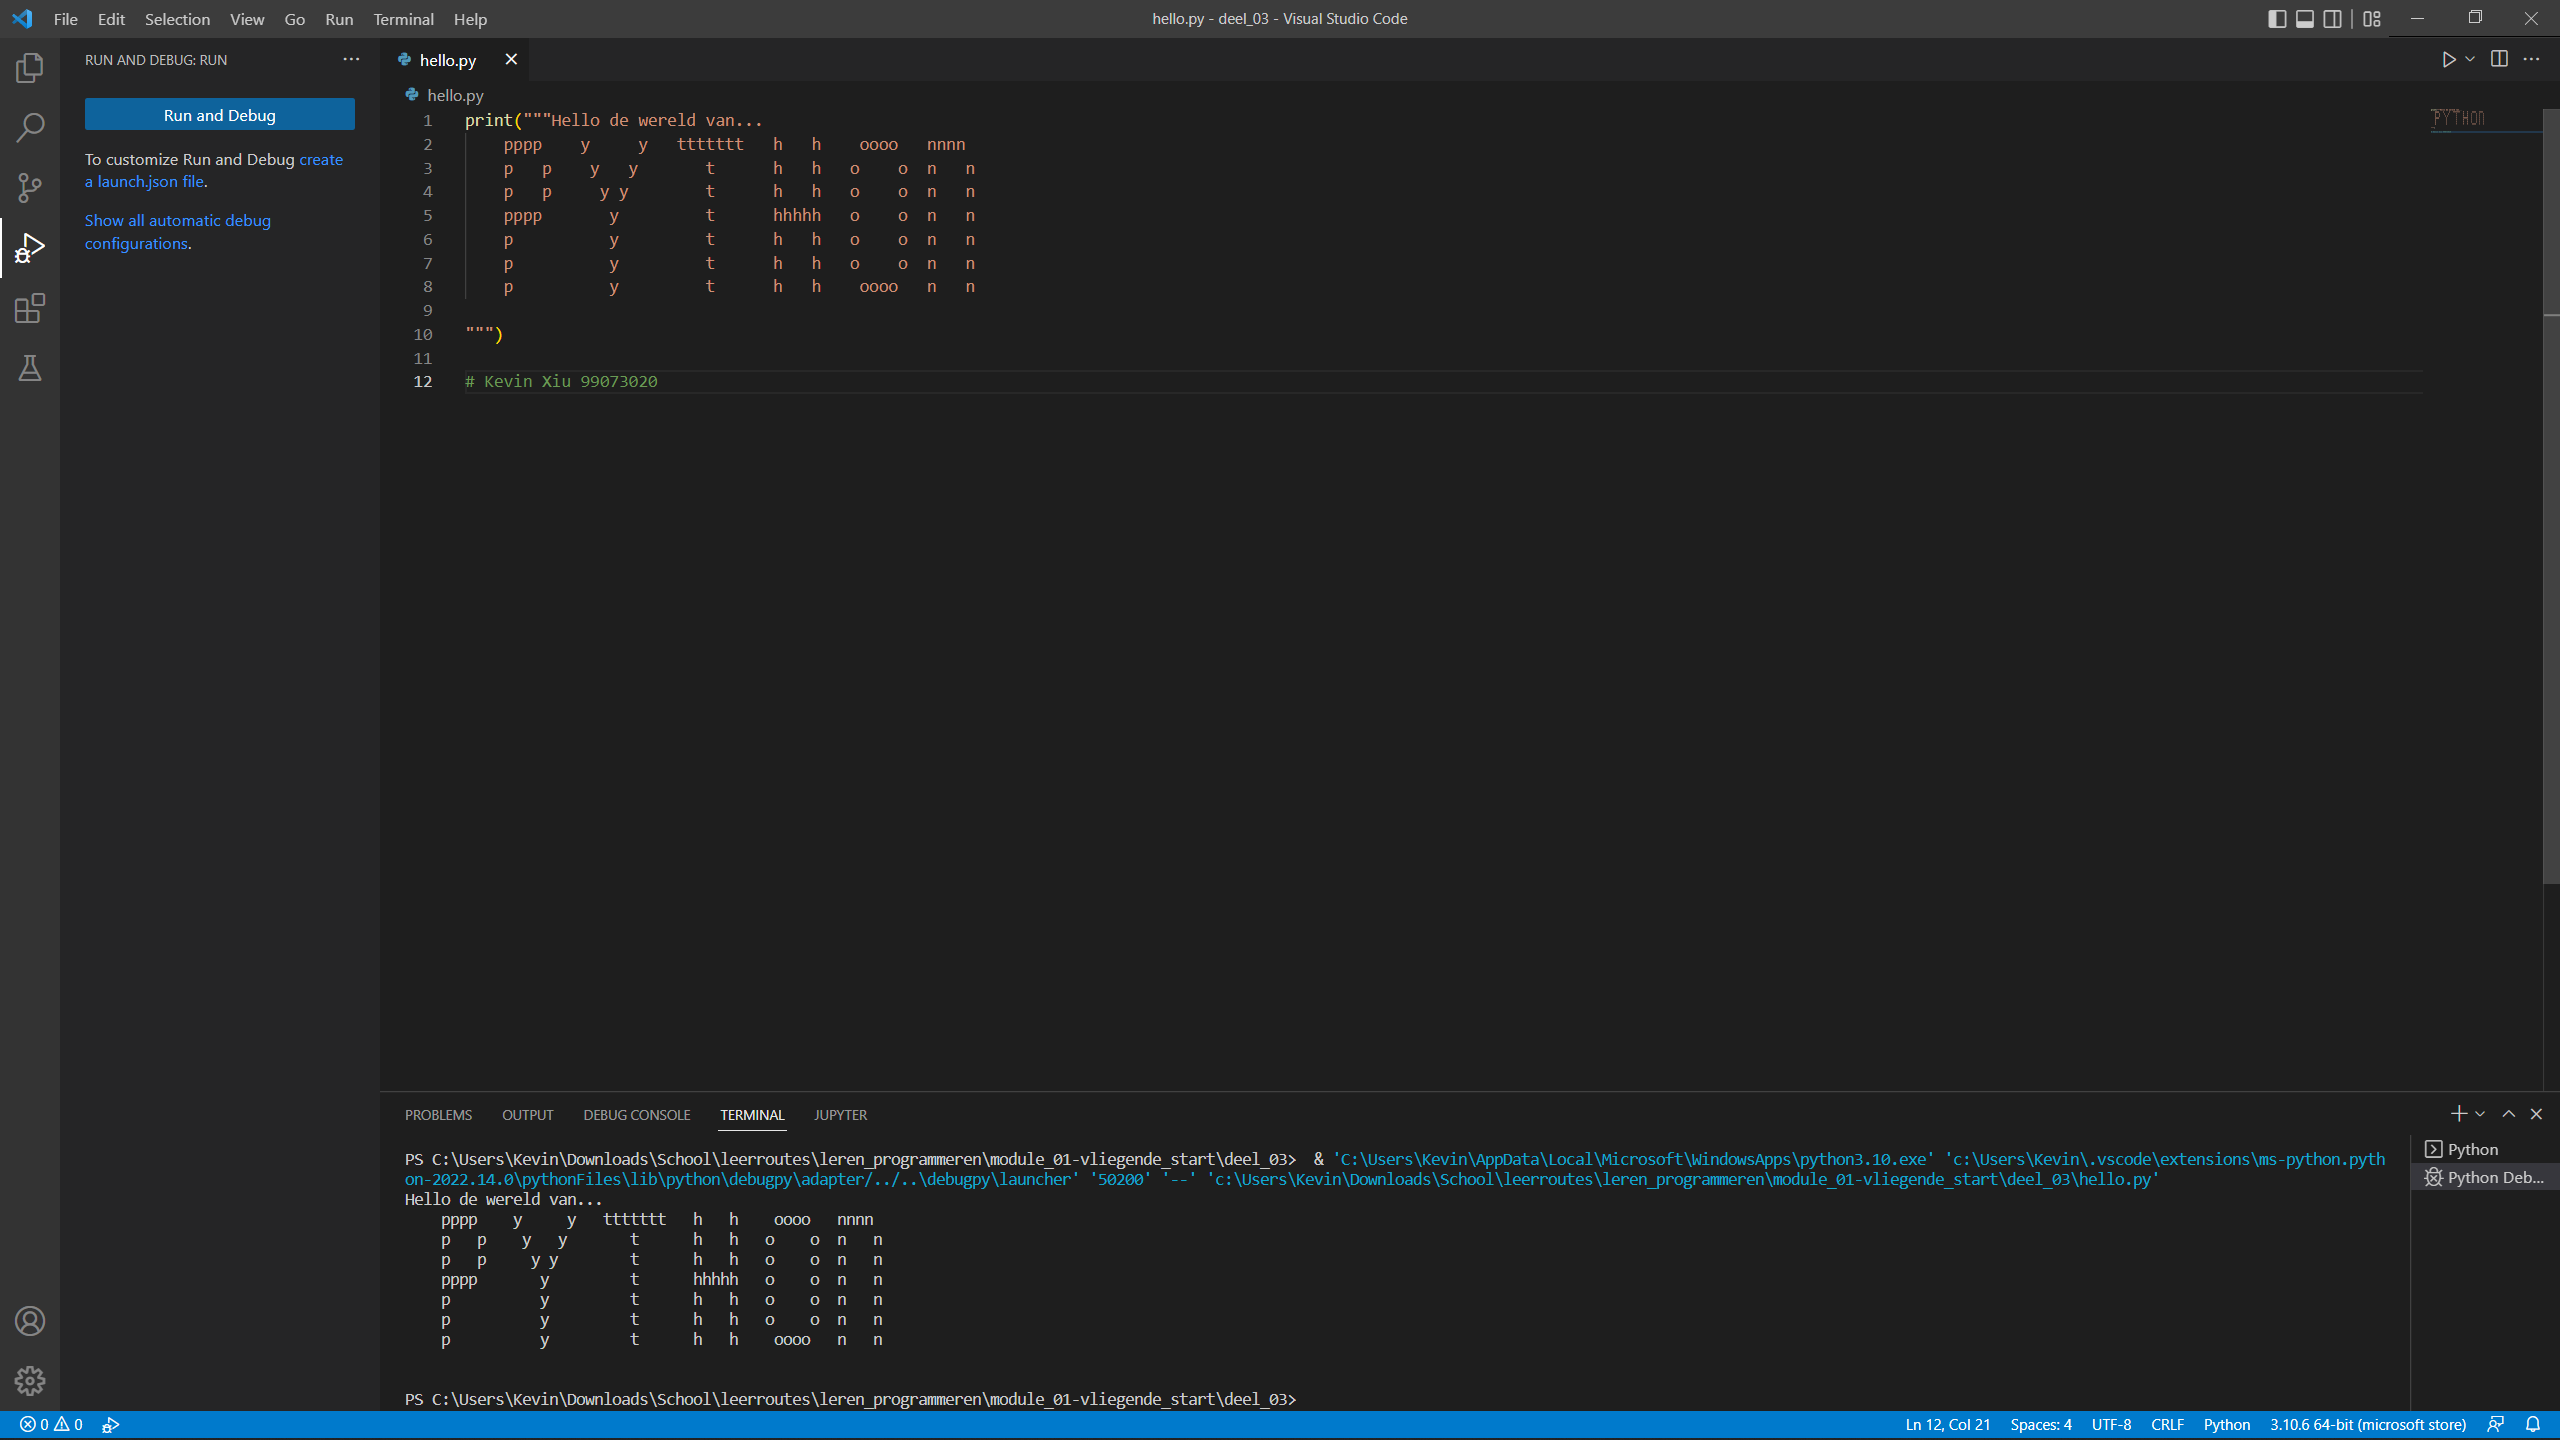 File Edit Selection View Go Run Terminal Help
hello.py - deel_03 - Visual Studio Code
RUN AND DEBUG: RUN
Run and Debug
To customize Run and Debug create
a launch.json file.
Show all automatic debug
configurations.
hello.py
hello.py
1 print("""Hello de wereld van...
2     pppp    y     y   ttttttt   h   h    oooo   nnnn
3     p   p    y   y       t      h   h   o    o  n   n
4     p   p     y y        t      h   h   o    o  n   n
5     pppp       y         t      hhhhh   o    o  n   n
6     p          y         t      h   h   o    o  n   n
7     p          y         t      h   h   o    o  n   n
8     p          y         t      h   h    oooo   n   n
9
10 """)
11
12 # Kevin Xiu 99073020
PROBLEMS OUTPUT DEBUG CONSOLE TERMINAL JUPYTER
PS C:\Users\Kevin\Downloads\School\leerroutes\leren_programmeren\module_01-vliegende_start\deel_03>  & 'C:\Users\Kevin\AppData\Local\Microsoft\WindowsApps\python3.10.exe' 'c:\Users\Kevin\.vscode\extensions\ms-python.pyth
on-2022.14.0\pythonFiles\lib\python\debugpy\adapter/../..\debugpy\launcher' '50200' '--' 'c:\Users\Kevin\Downloads\School\leerroutes\leren_programmeren\module_01-vliegende_start\deel_03\hello.py'
Hello de wereld van...
    pppp    y     y   ttttttt   h   h    oooo   nnnn
    p   p    y   y       t      h   h   o    o  n   n
    p   p     y y        t      h   h   o    o  n   n
    pppp       y         t      hhhhh   o    o  n   n
    p          y         t      h   h   o    o  n   n
    p          y         t      h   h   o    o  n   n
    p          y         t      h   h    oooo   n   n
PS C:\Users\Kevin\Downloads\School\leerroutes\leren_programmeren\module_01-vliegende_start\deel_03>
Python
Python Deb...
0 0
Ln 12, Col 21 Spaces: 4 UTF-8 CRLF Python 3.10.6 64-bit (microsoft store)